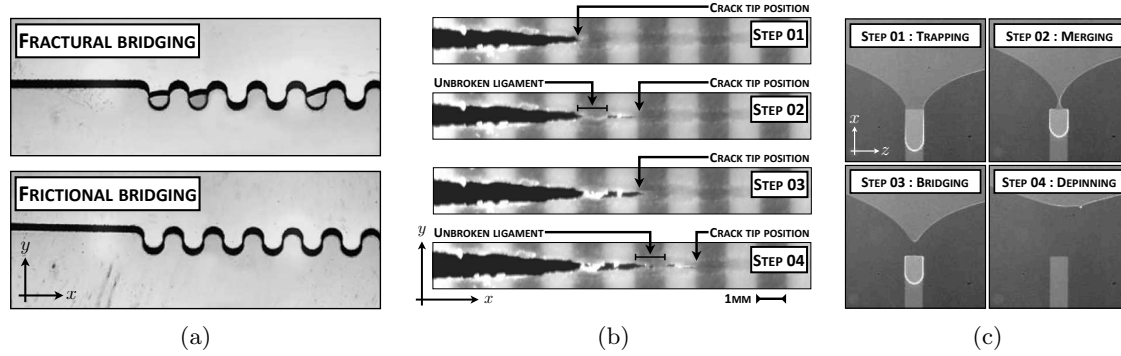 FRACTURAL BRIDGING
FRICTIONAL BRIDGING
y
x
(a)
CRACK TIP POSITION
STEP 01
UNBROKEN LIGAMENT
CRACK TIP POSITION
STEP 02
CRACK TIP POSITION
STEP 03
UNBROKEN LIGAMENT
CRACK TIP POSITION
STEP 04
y
x
1MM
(b)
STEP 01 : TRAPPING
STEP 02 : MERGING
x
z
STEP 03 : BRIDGING
STEP 04 : DEPINNING
(c)